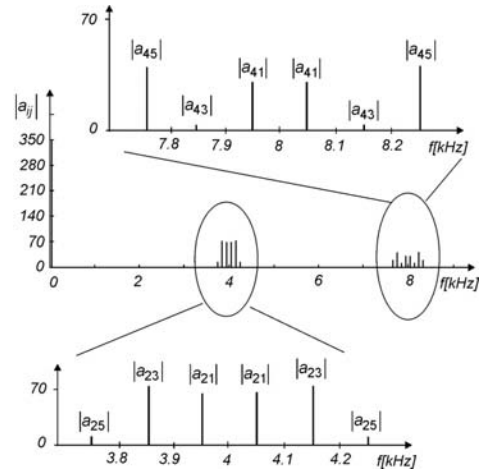 70
|a45| |a41| |a41| |a45|
|a43| |a43|
0
7.8 7.9 8 8.1 8.2 f[kHz]
|aij|
350
280
210
140
70
0
0 2 4 6 8 f[kHz]
|a23| |a21| |a21| |a23|
70
|a25| |a25|
0
3.8 3.9 4 4.1 4.2 f[kHz]